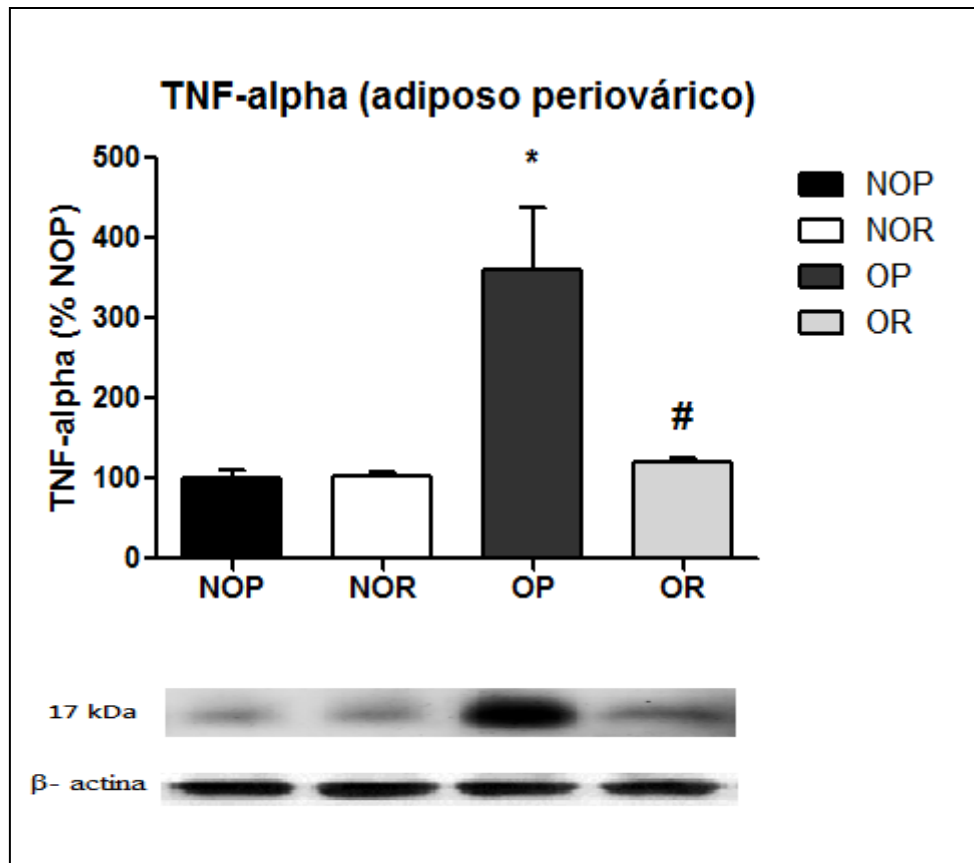 TNF-alpha (adiposo periovárico)
TNF-alpha (% NOP)
500
400
300
200
100
0
*
#
NOP
NOR
OP
OR
NOP
NOR
OP
OR
17 kDa
β- actina